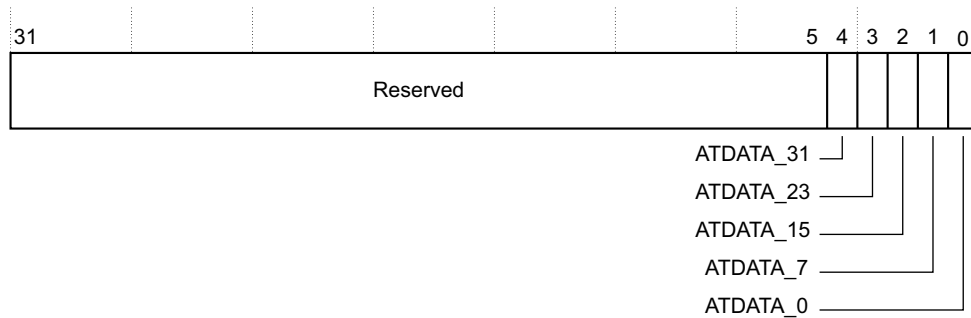 31 5 4 3 2 1 0
Reserved
ATDATA_31
ATDATA_23
ATDATA_15
ATDATA_7
ATDATA_0